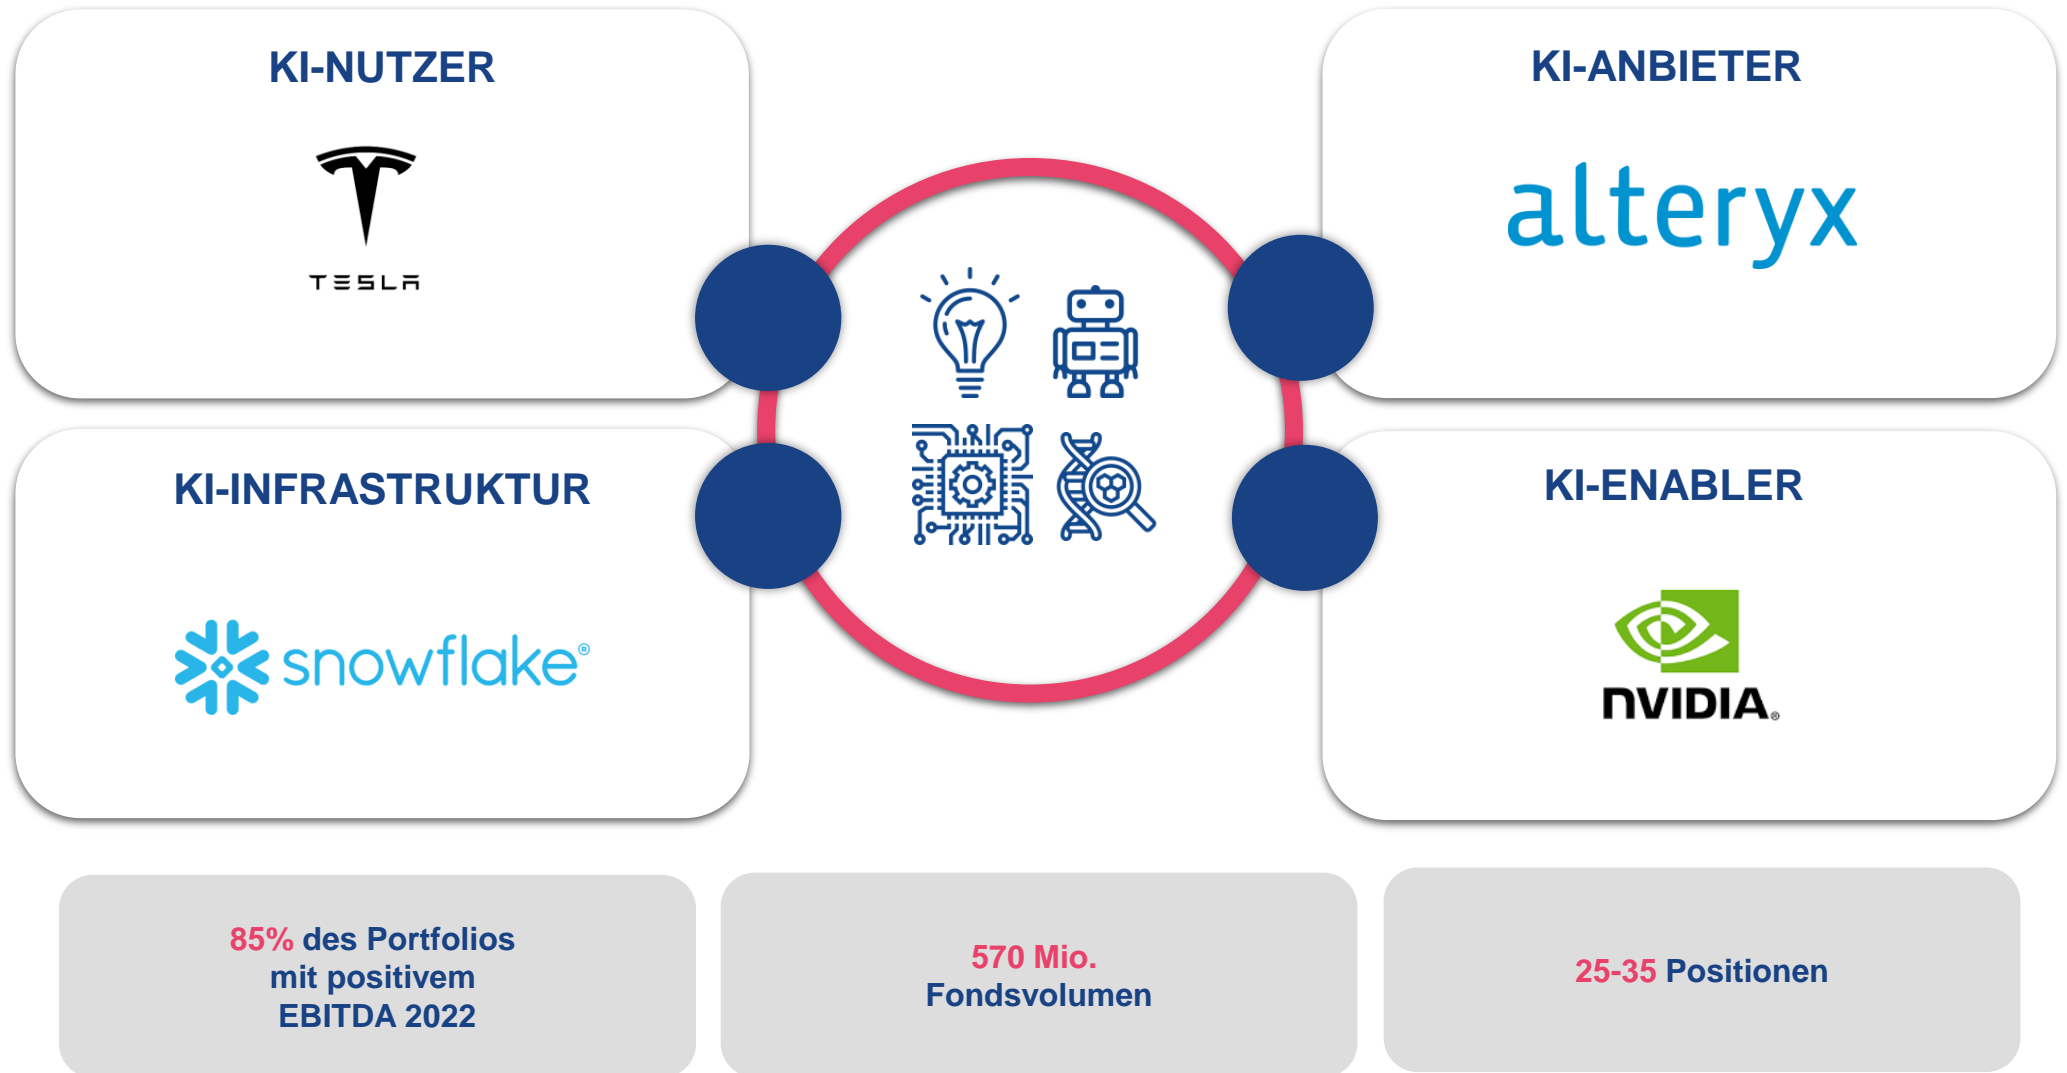 KI-NUTZER
TESLA
KI-ANBIETER
alteryx
KI-INFRASTRUKTUR
snowflake®
KI-ENABLER
NVIDIA®
85% des Portfolios
mit positivem
EBITDA 2022
570 Mio.
Fondsvolumen
25-35 Positionen